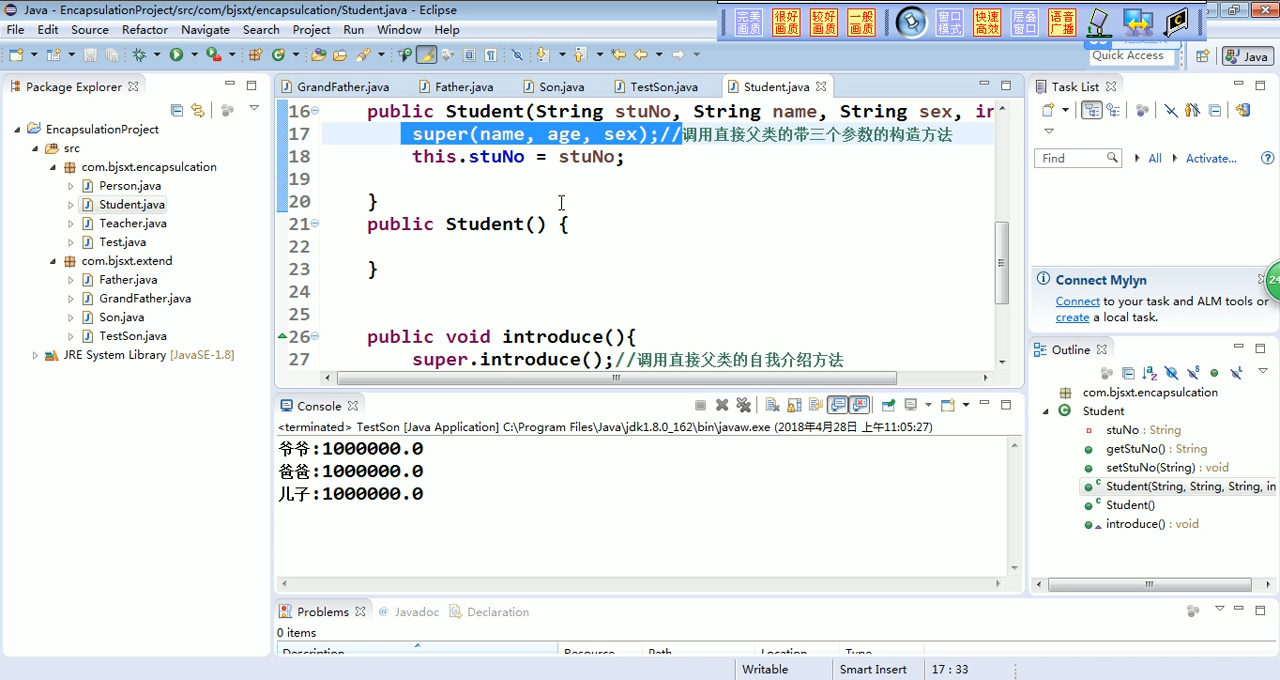 Java - EncapsulationProject/src/com/bjsxt/encapsulcation/Student.java - Eclipse
File Edit Source Refactor Navigate Search Project Run Window
完美画质 很好画质 较好画质 一般画质 窗口模式 快速高效 层叠窗口 语音广播
Quick Access Java
Package Explorer
EncapsulationProject
src
com.bjsxt.encapsulcation
Person.java
Student.java
Teacher.java
Test.java
com.bjsxt.extend
Father.java
GrandFather.java
Son.java
TestSon.java
JRE System Library [JavaSE-1.8]
GrandFather.java Father.java Son.java TestSon.java Student.java
16 public Student(String stuNo, String name, String sex, in
17 super(name, age, sex);//调用直接父类的带三个参数的构造方法
18 this.stuNo = stuNo;
19
20 }
21 public Student() {
22
23 }
24
25
26 public void introduce(){
27 super.introduce();//调用直接父类的自我介绍方法
Console
<terminated> TestSon [Java Application] C:\Program Files\Java\jdk1.8.0_162\bin\javaw.exe (2018年4月28日 上午11:05:27)
爷爷:1000000.0
爸爸:1000000.0
儿子:1000000.0
Problems Javadoc Declaration
0 items
Description Resource Path Location Type
Task List
Find All Activate...
24
Connect Mylyn
Connect to your task and ALM tools or
create a local task.
Outline
com.bjsxt.encapsulcation
Student
stuNo : String
getStuNo() : String
setStuNo(String) : void
Student(String, String, String, in
Student()
introduce() : void
Writable Smart Insert 17 : 33